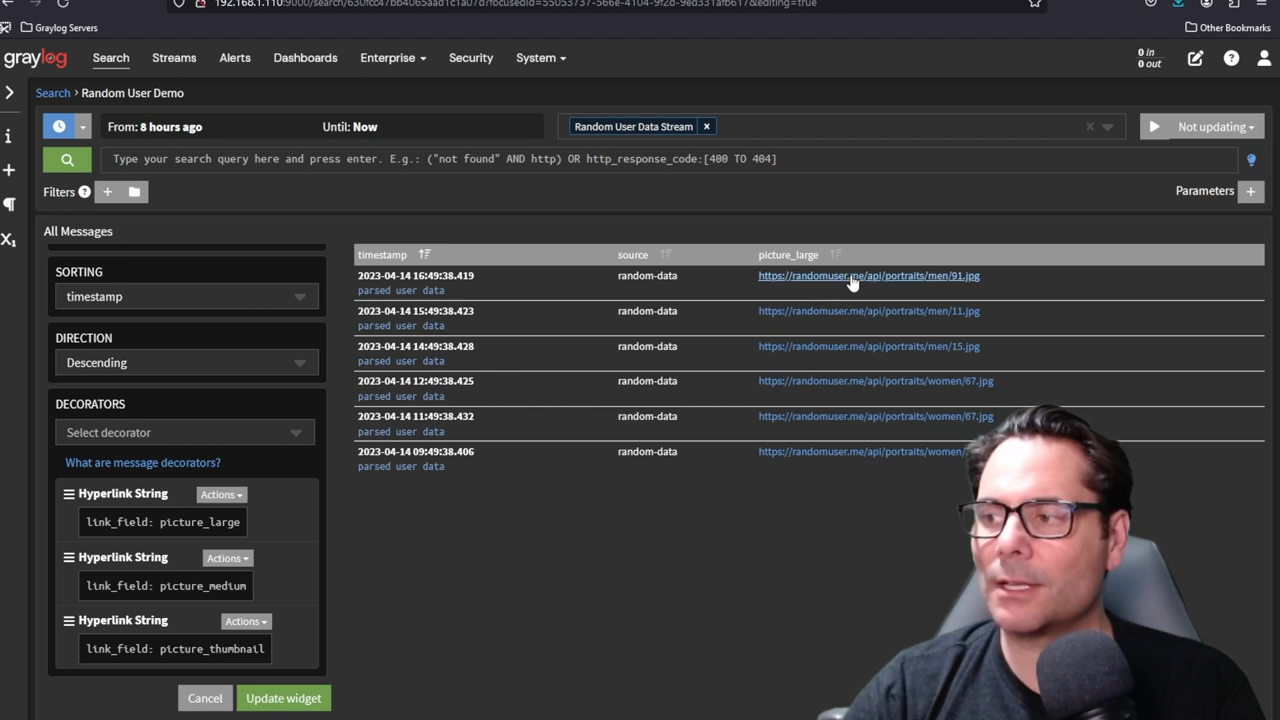 Graylog Servers
Other Bookmarks
graylog Search Streams Alerts Dashboards Enterprise Security System
0 in
0 out
Search > Random User Demo
From: 8 hours ago Until: Now Random User Data Stream x Not updating
Type your search query here and press enter. E.g.: ("not found" AND http) OR http_response_code:[400 TO 404]
Filters
Parameters
All Messages
SORTING
timestamp
DIRECTION
Descending
DECORATORS
Select decorator
What are message decorators?
Hyperlink String Actions
link_field: picture_large
Hyperlink String Actions
link_field: picture_medium
Hyperlink String Actions
link_field: picture_thumbnail
Cancel Update widget
timestamp source picture_large
2023-04-14 16:49:38.419 random-data https://randomuser.me/api/portraits/men/91.jpg
parsed user data
2023-04-14 15:49:38.423 random-data https://randomuser.me/api/portraits/men/11.jpg
parsed user data
2023-04-14 14:49:38.428 random-data https://randomuser.me/api/portraits/men/15.jpg
parsed user data
2023-04-14 12:49:38.425 random-data https://randomuser.me/api/portraits/women/67.jpg
parsed user data
2023-04-14 11:49:38.432 random-data https://randomuser.me/api/portraits/women/67.jpg
parsed user data
2023-04-14 09:49:38.406 random-data https://randomuser.me/api/portraits/women/
parsed user data